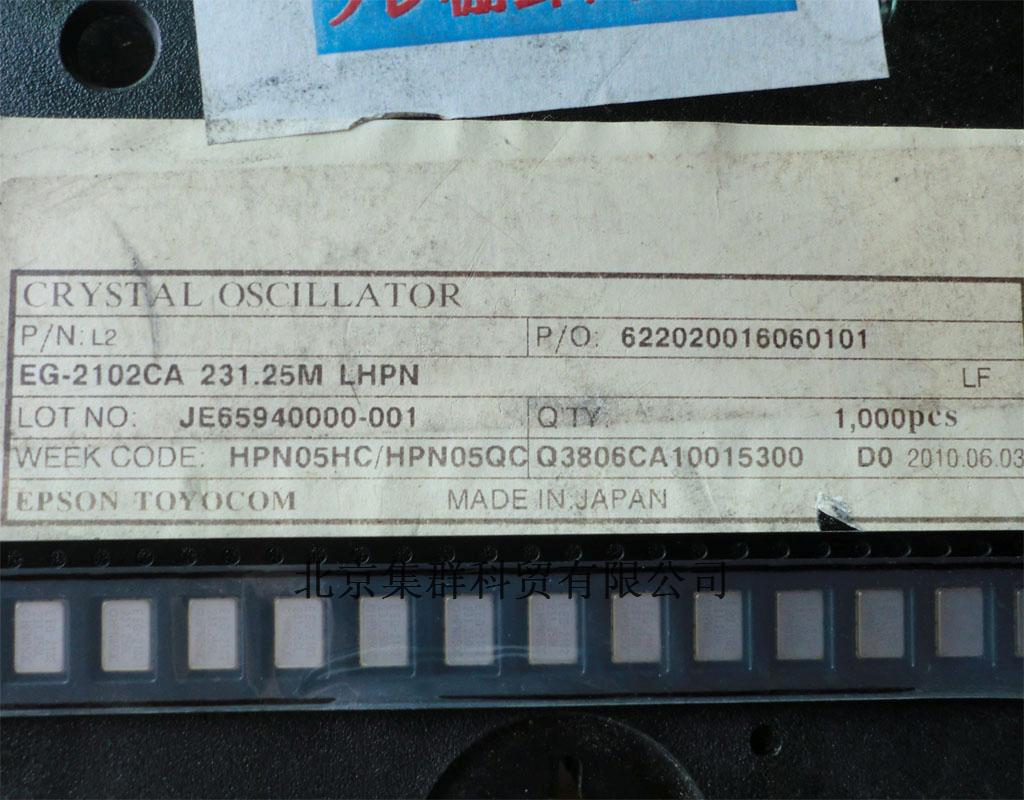 CRYSTAL OSCILLATOR
P/N: L2 P/O: 622020016060101
EG-2102CA 231.25M LHPN LF
LOT NO: JE65940000-001 Q'TY 1,000pcs
WEEK CODE: HPN05HC/HPN05QC Q3806CA10015300 D0 2010.06.03
EPSON TOYOCOM MADE IN JAPAN
北京集群科贸有限公司